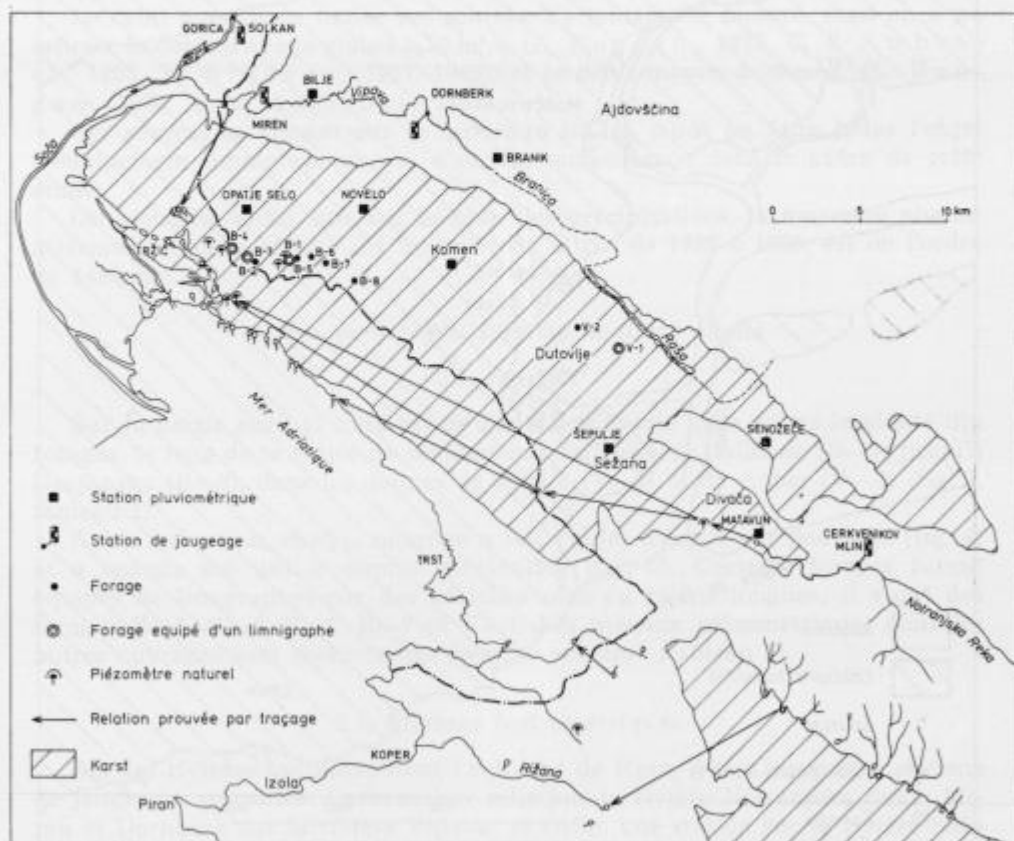 GORICA
SOLKAN
BILJE
Vipava
DORNBERK
Ajdovščina
MIREN
BRANIK
Branica
Soča
OPATJE SELO
NOVELO
0 5 10 km
TRŽIČ
B-4
B-3
B-2
B-1
B-5
B-6
B-7
B-8
Komen
V-2
Dutovlje
V-1
Raša
Mer Adriatique
ŠEPULJE
Sežana
SENOŽEČE
Divača
MATAVUN
CERKVENIKOV
MLIN
TRST
Notranjska Reka
Station pluviométrique
Station de jaugeage
Forage
Forage equipé d'un limnigraphe
Piézomètre naturel
Relation prouvée par traçage
Karst
KOPER
Izola
Piran
Rižana